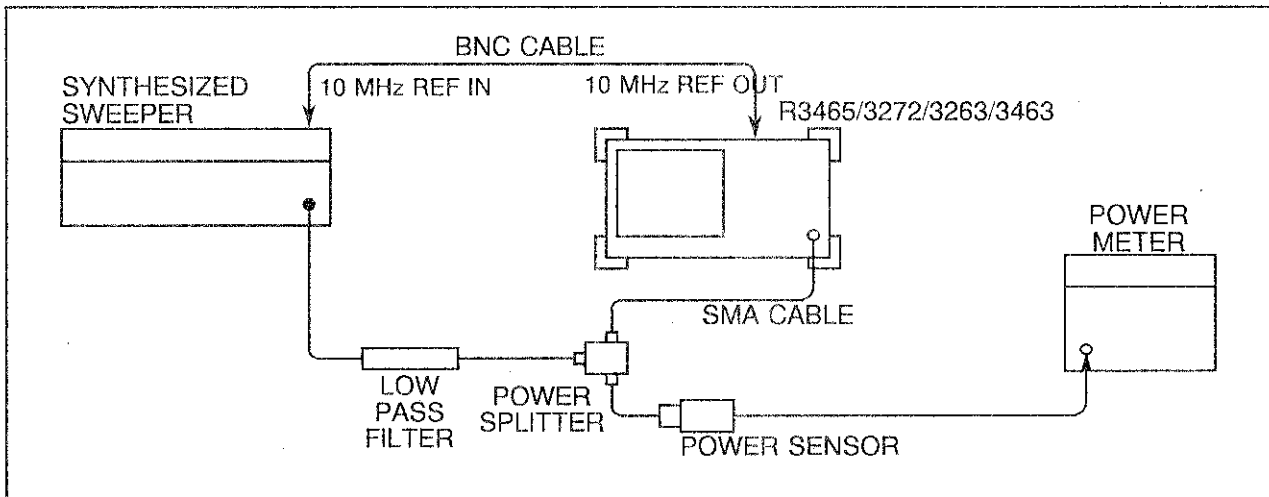 BNC CABLE
SYNTHESIZED
SWEEPER
10 MHz REF IN
10 MHz REF OUT
R3465/3272/3263/3463
POWER
METER
SMA CABLE
LOW
PASS
FILTER
POWER
SPLITTER
POWER SENSOR